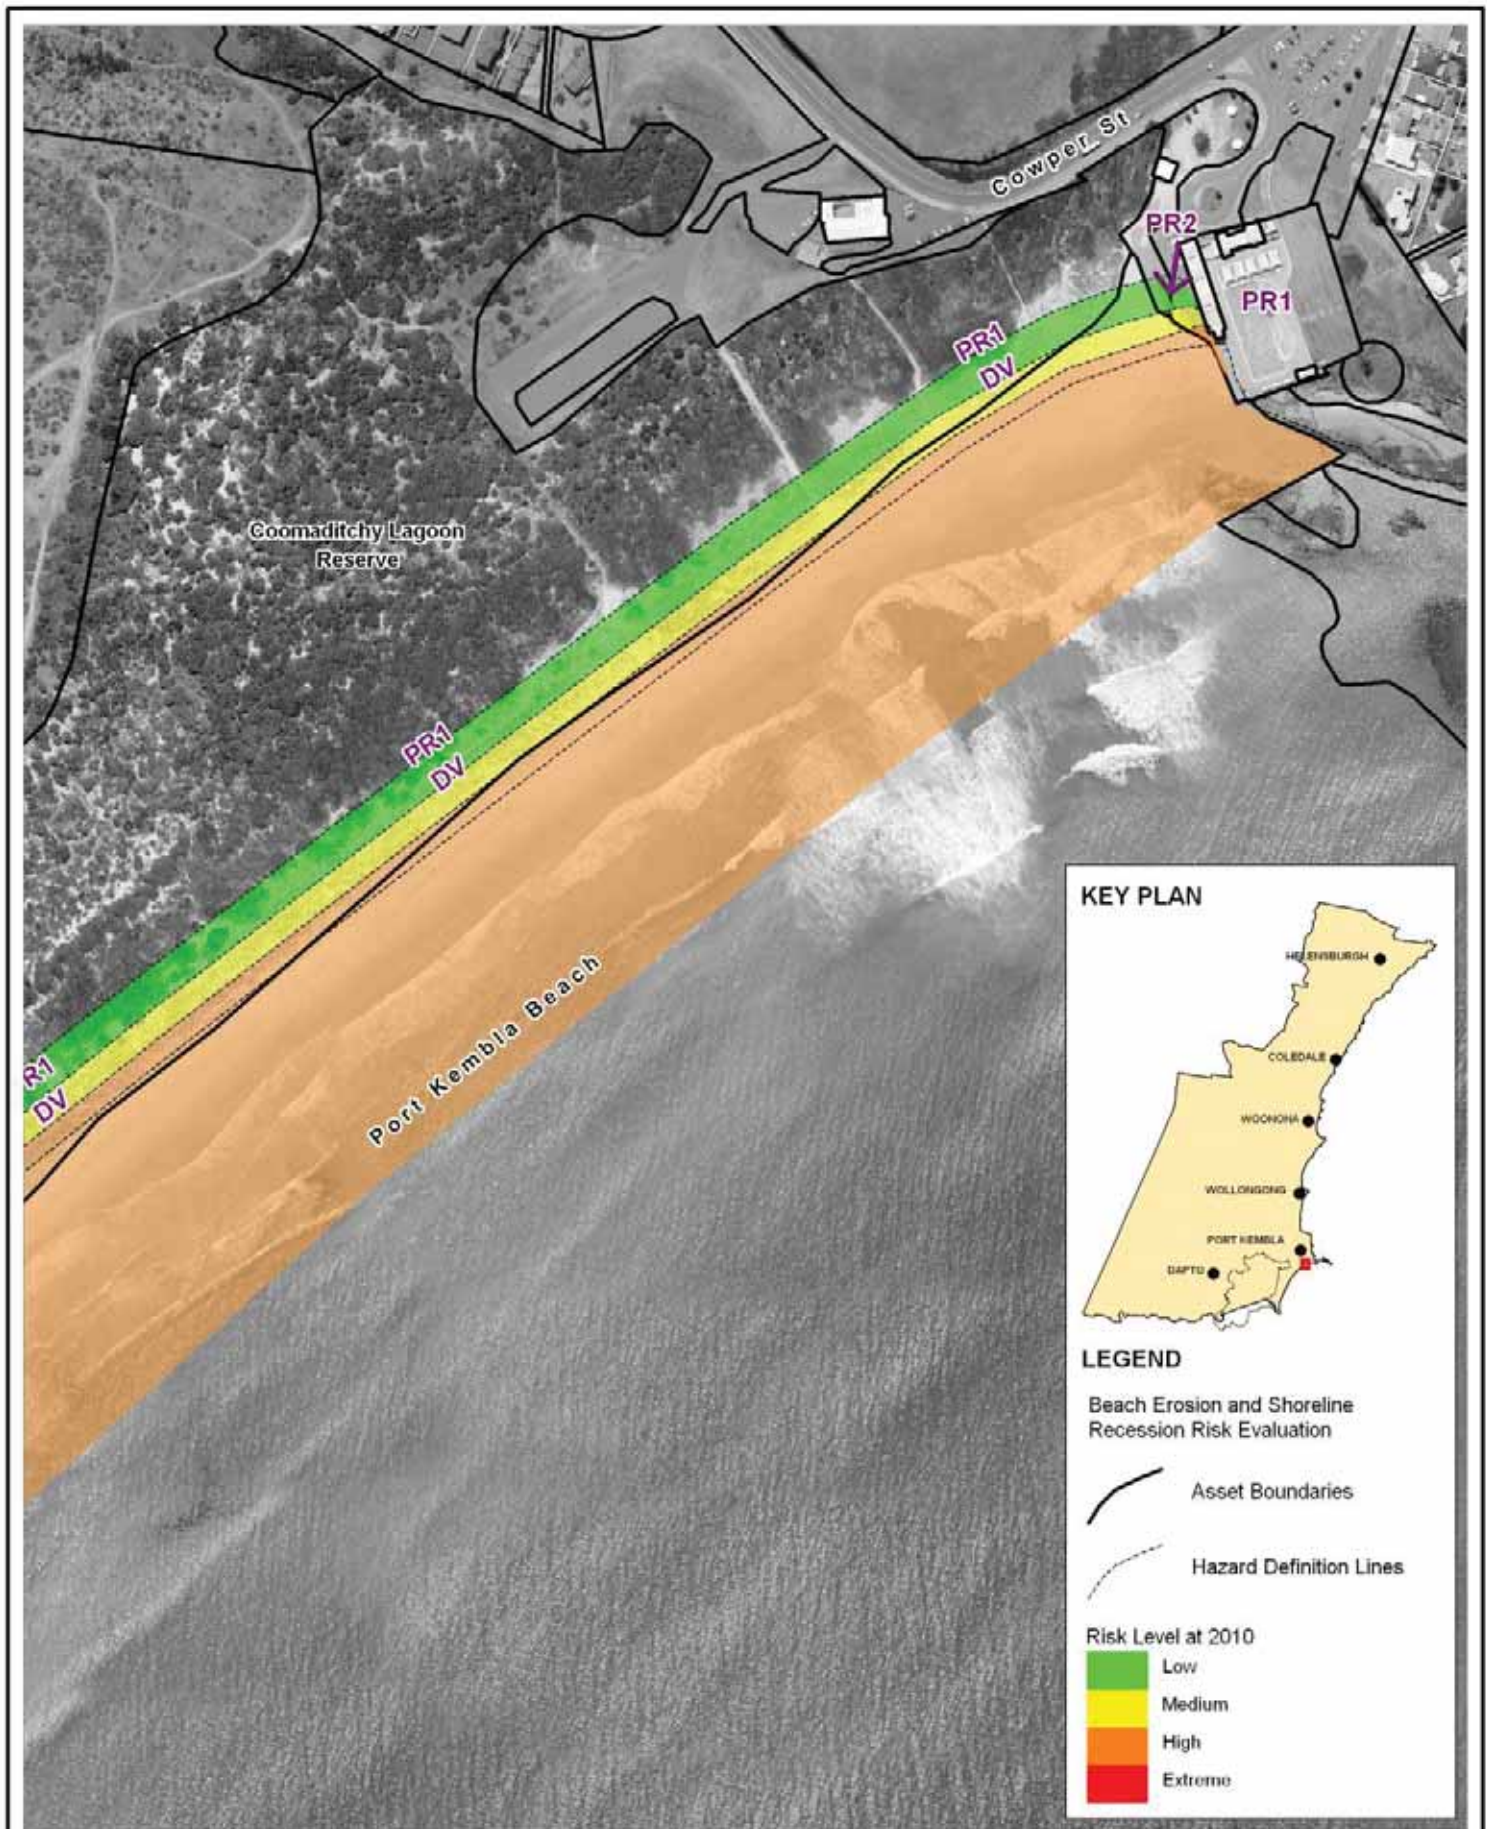 Cowper St
PR2
PR1
PR1
DV
Coomaditchy Lagoon
Reserve
PR1
DV
Port Kembla Beach
R1
DV
KEY PLAN
HELENSBURGH
COLEDALE
WOONONA
WOLLONGONG
PORT KEMBLA
DAPTO
LEGEND
Beach Erosion and Shoreline
Recession Risk Evaluation
Asset Boundaries
Hazard Definition Lines
Risk Level at 2010
Low
Medium
High
Extreme